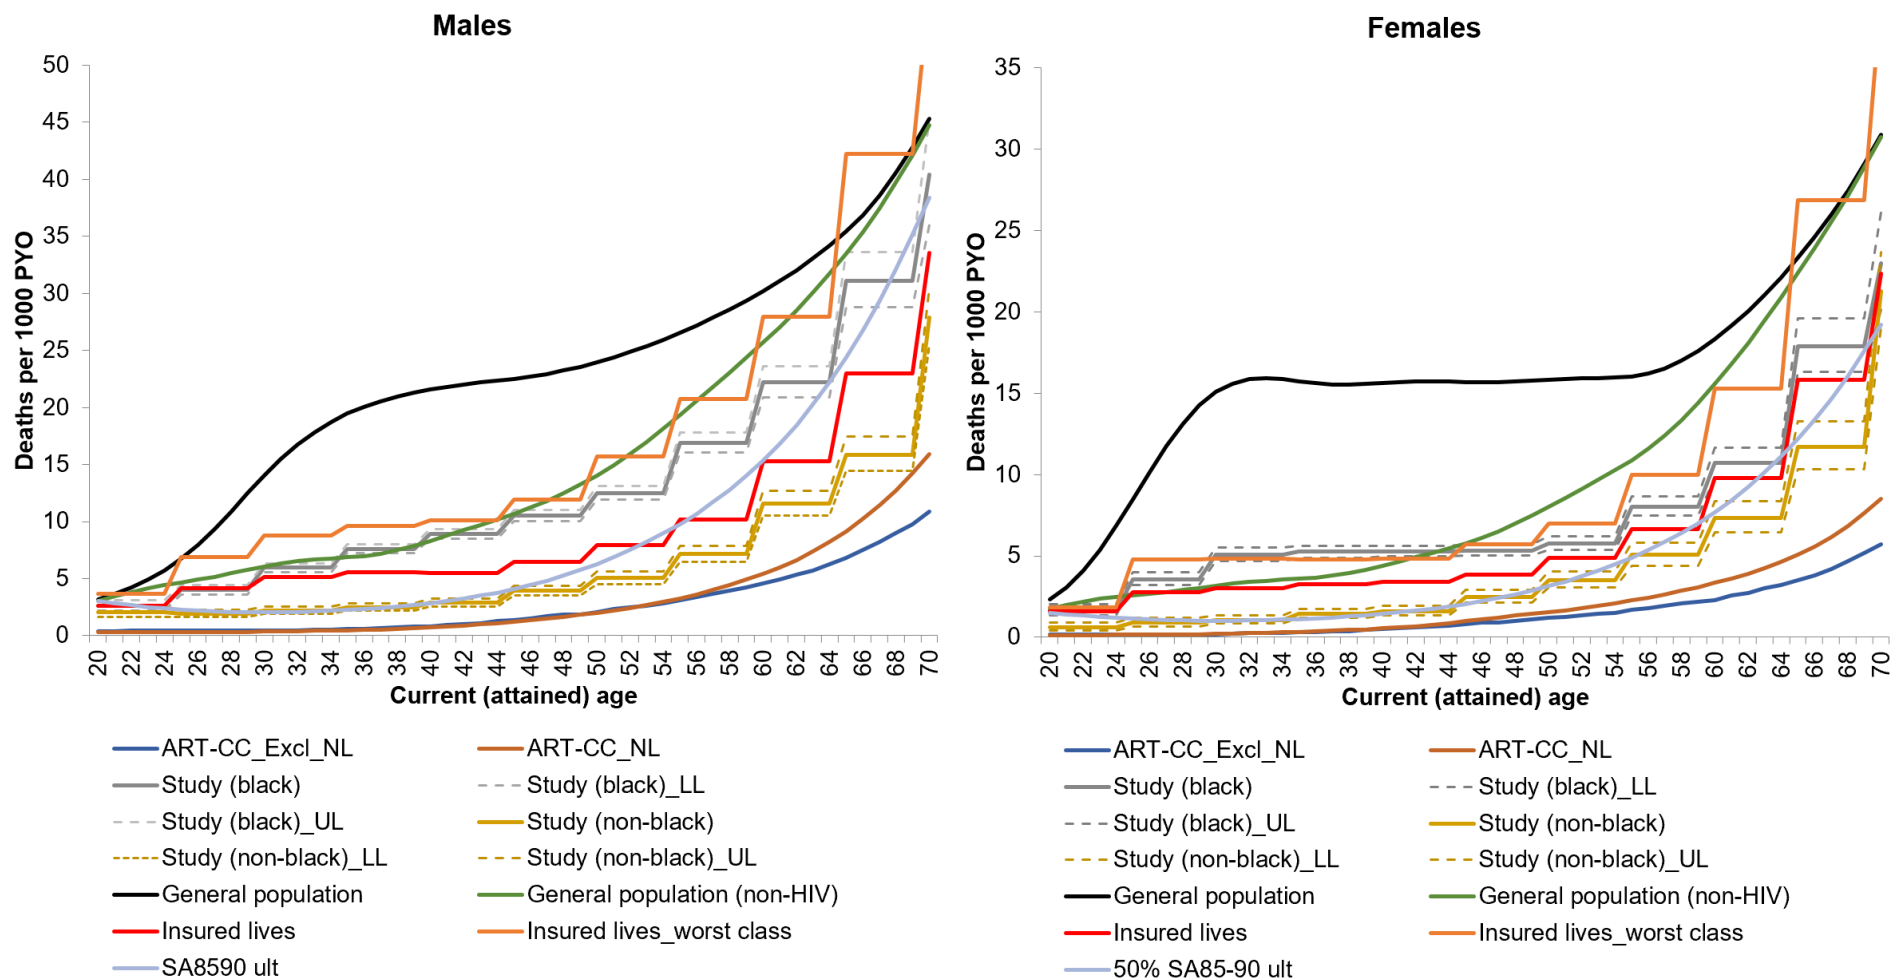 Males
Deaths per 1000 PYO
50
45
40
35
30
25
20
15
10
5
0
20 22 24 26 28 30 32 34 36 38 40 42 44 46 48 50 52 54 56 58 60 62 64 66 68 70
Current (attained) age
ART-CC_Excl_NL ART-CC_NL
Study (black) Study (black)_LL
Study (black)_UL Study (non-black)
Study (non-black)_LL Study (non-black)_UL
General population General population (non-HIV)
Insured lives Insured lives_worst class
SA8590 ult
Females
Deaths per 1000 PYO
35
30
25
20
15
10
5
0
20 22 24 26 28 30 32 34 36 38 40 42 44 46 48 50 52 54 56 58 60 62 64 66 68 70
Current (attained) age
ART-CC_Excl_NL ART-CC_NL
Study (black) Study (black)_LL
Study (black)_UL Study (non-black)
Study (non-black)_LL Study (non-black)_UL
General population General population (non-HIV)
Insured lives Insured lives_worst class
50% SA85-90 ult